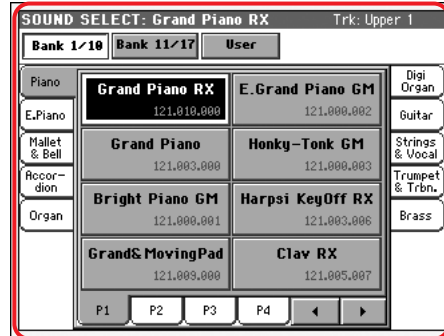 SOUND SELECT: Grand Piano RX Trk: Upper 1
Bank 1/10 Bank 11/17 User
Piano
E.Piano
Mallet
& Bell
Accor-
dion
Organ
Grand Piano RX
121.010.000
E.Grand Piano GM
121.000.002
Grand Piano
121.003.000
Honky-Tonk GM
121.000.003
Bright Piano GM
121.000.001
Harpsi KeyOff RX
121.003.006
Grand&MovingPad
121.009.000
Clav RX
121.005.007
Digi
Organ
Guitar
Strings
& Vocal
Trumpet
& Trbn.
Brass
P1 P2 P3 P4